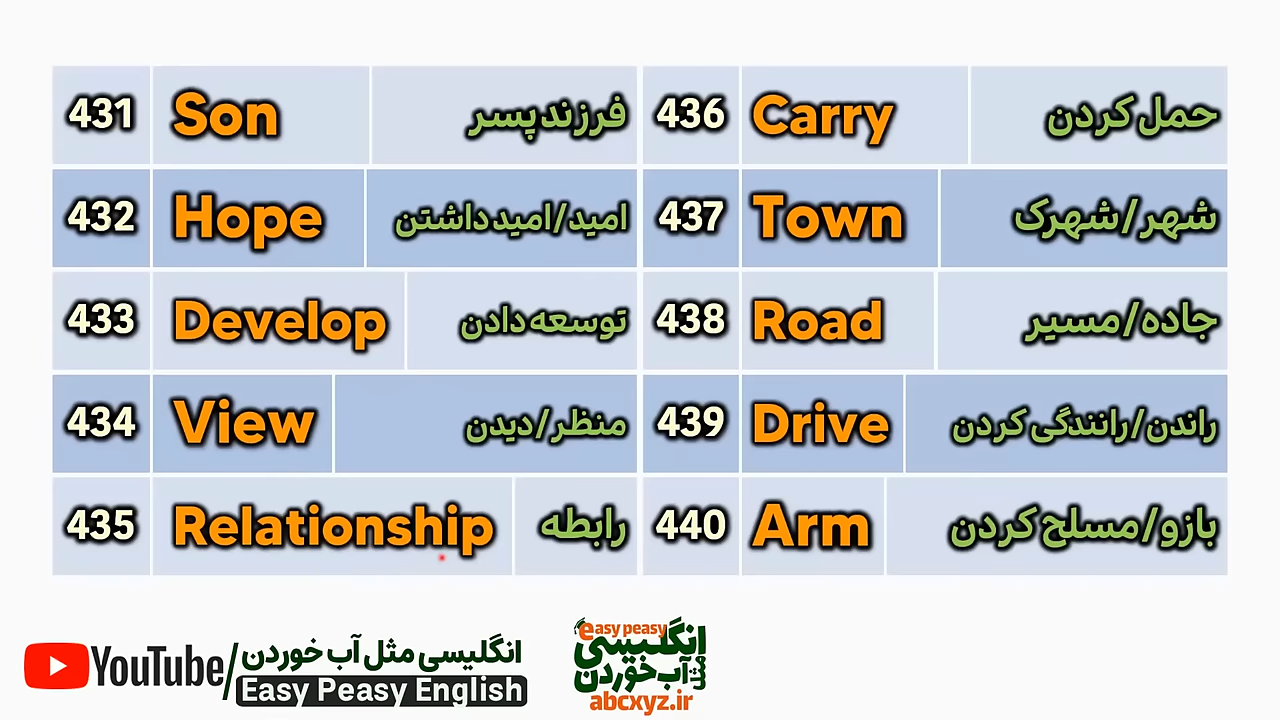 431 Son فرزند پسر
432 Hope امید/امید داشتن
433 Develop توسعه دادن
434 View منظر/دیدن
435 Relationship رابطه
436 Carry حمل کردن
437 Town شهر/شهرک
438 Road جاده/مسیر
439 Drive راندن/رانندگی کردن
440 Arm بازو/مسلح کردن
YouTube/انگلیسی مثل آب خوردن
Easy Peasy English
easy peasy
انگلیسی
مثل آب خوردن
abcxyz.ir